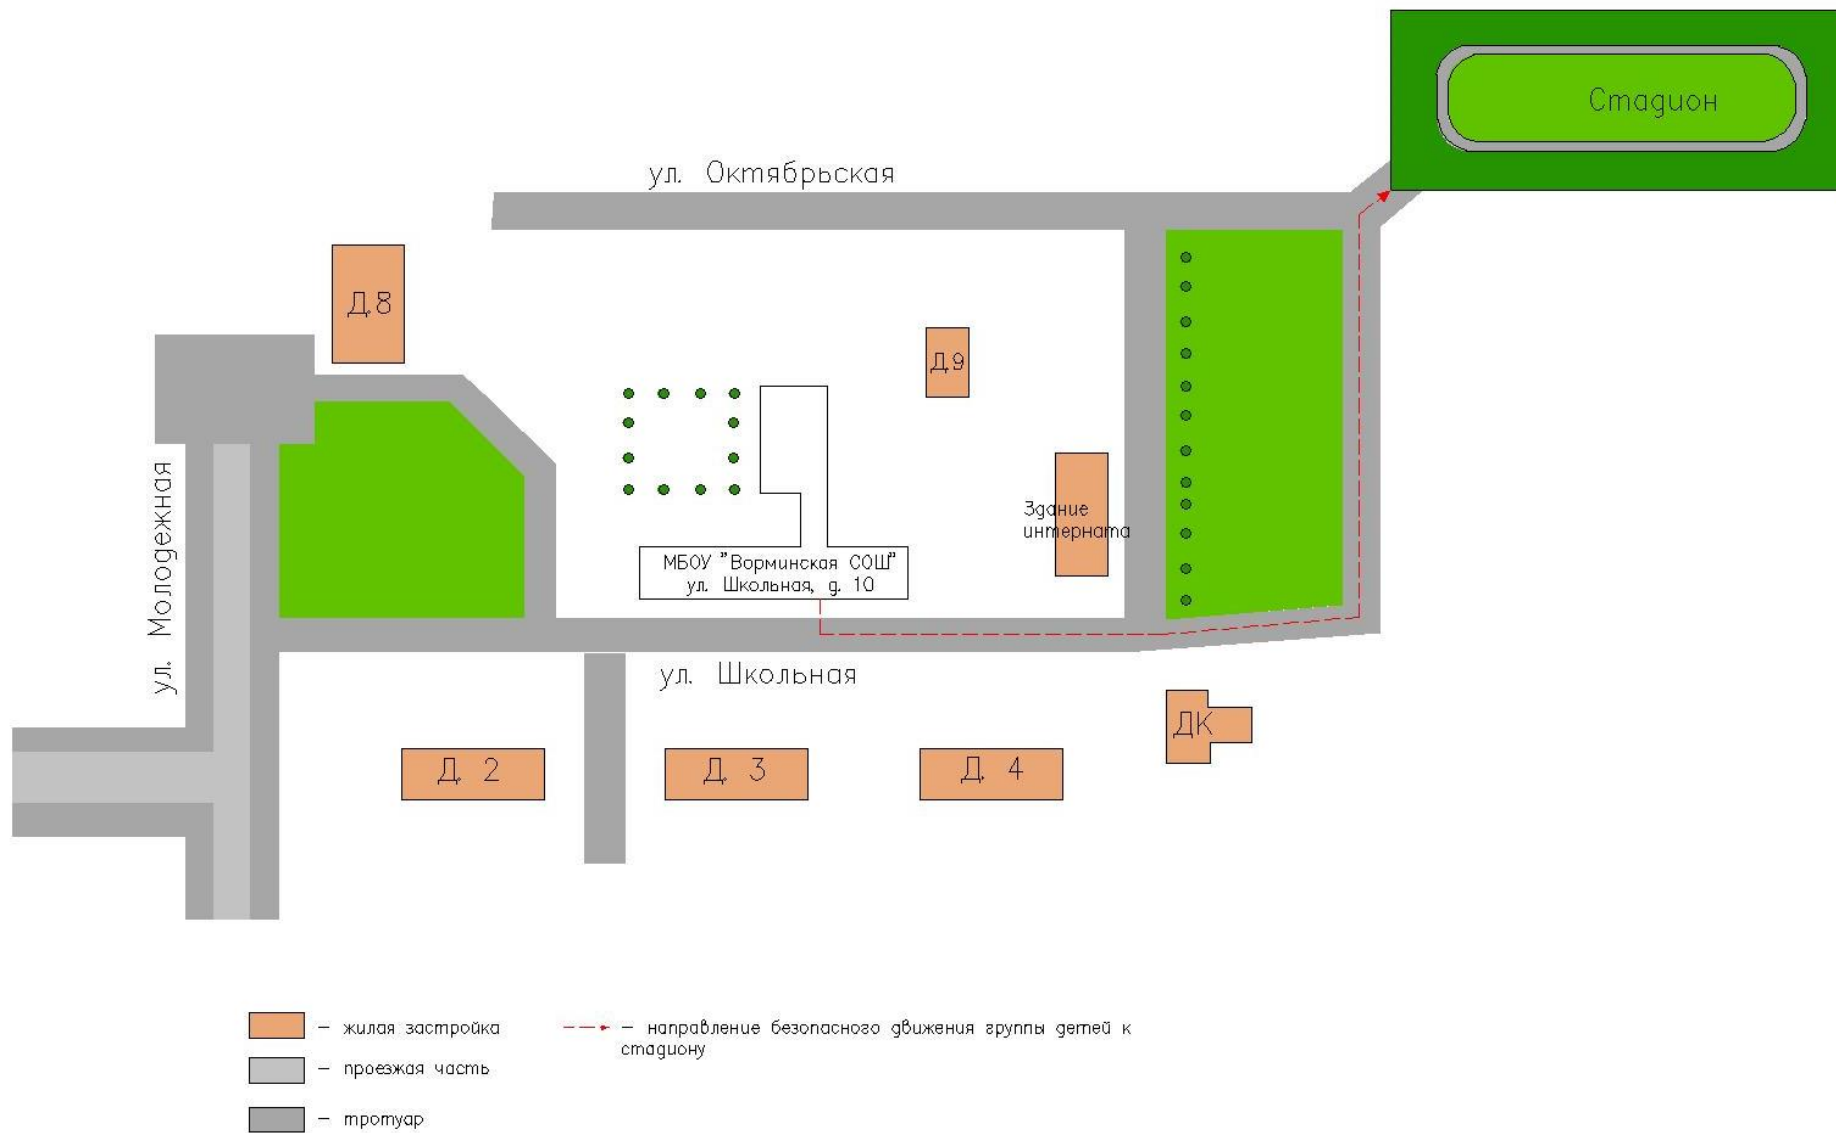 Стадион
ул. Октябрьская
Д.8
Д.9
ул. Молодежная
Здание
интерната
МБОУ "Ворминская СОШ"
ул. Школьная, д. 10
ул. Школьная
ДК
Д. 2
Д. 3
Д. 4
– жилая застройка
– направление безопасного движения группы детей к
стадиону
– проезжая часть
– тротуар